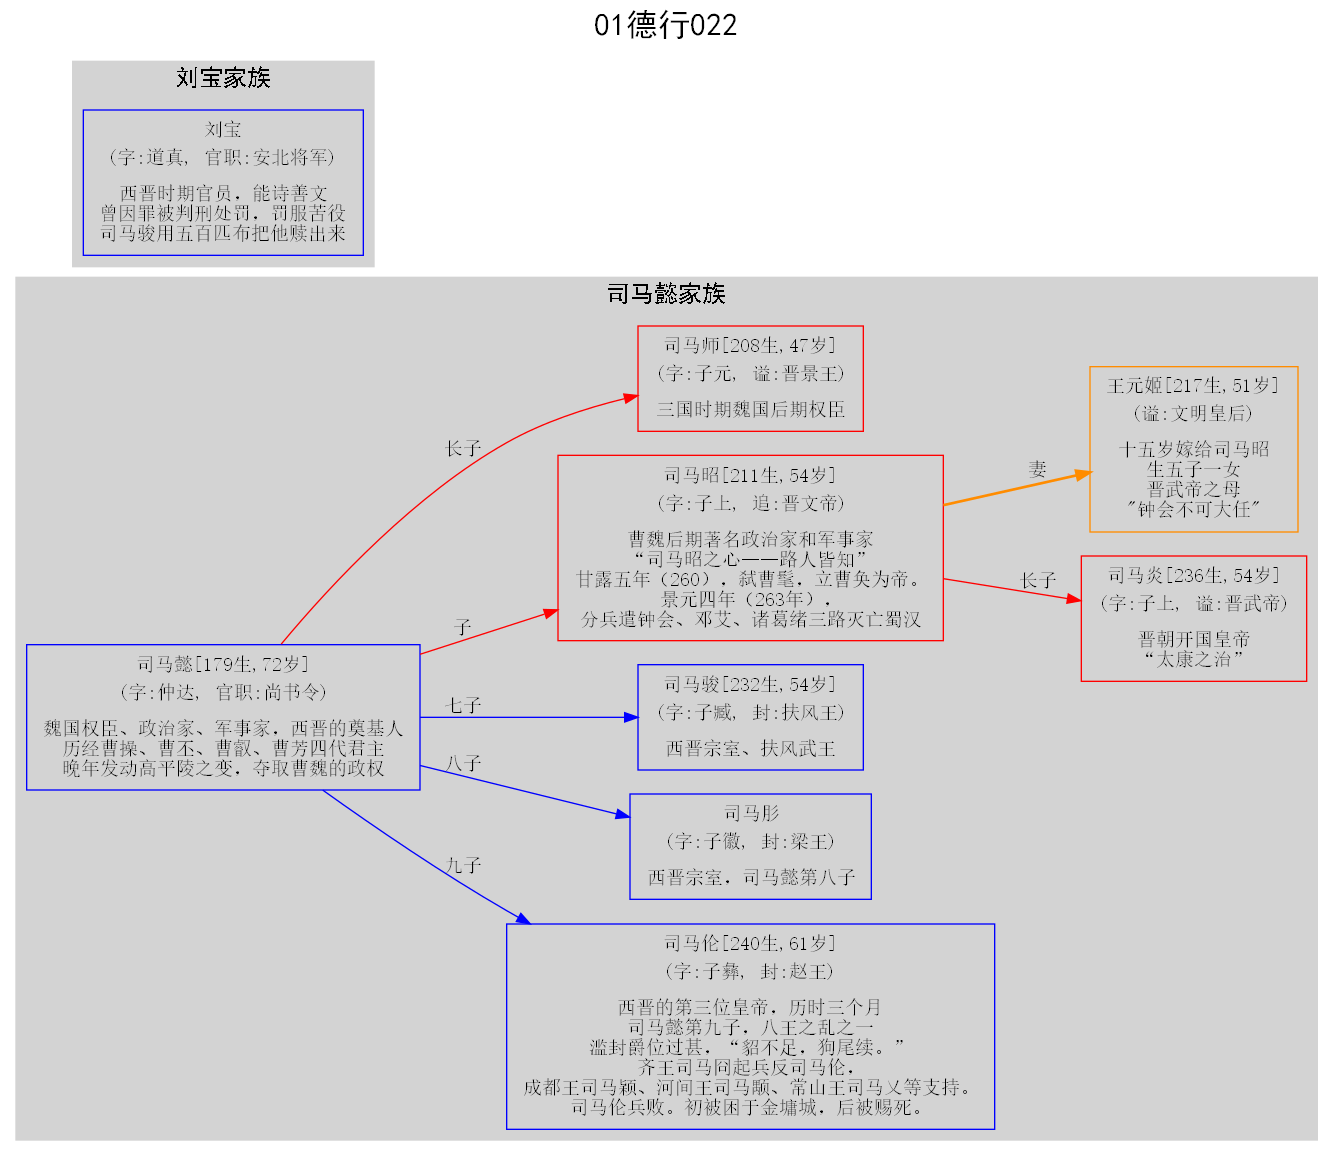 01德行022
刘宝家族
刘宝
(字:道真, 官职:安北将军)
西晋时期官员，能诗善文
曾因罪被判刑处罚，罚服苦役
司马骏用五百匹布把他赎出来
司马懿家族
司马师[208生,47岁]
(字:子元, 谥:晋景王)
三国时期魏国后期权臣
王元姬[217生,51岁]
(谥:文明皇后)
十五岁嫁给司马昭
生五子一女
晋武帝之母
"钟会不可大任"
长子
司马昭[211生,54岁]
(字:子上, 追:晋文帝)
曹魏后期著名政治家和军事家
“司马昭之心——路人皆知”
甘露五年（260），弑曹髦，立曹奂为帝。
景元四年（263年），
分兵遣钟会、邓艾、诸葛绪三路灭亡蜀汉
妻
长子
司马炎[236生,54岁]
(字:子上, 谥:晋武帝)
晋朝开国皇帝
“太康之治”
子
司马懿[179生,72岁]
(字:仲达, 官职:尚书令)
魏国权臣、政治家、军事家，西晋的奠基人
历经曹操、曹丕、曹叡、曹芳四代君主
晚年发动高平陵之变，夺取曹魏的政权
七子
司马骏[232生,54岁]
(字:子臧, 封:扶风王)
西晋宗室、扶风武王
八子
司马肜
(字:子徽, 封:梁王)
西晋宗室，司马懿第八子
九子
司马伦[240生,61岁]
(字:子彝, 封:赵王)
西晋的第三位皇帝，历时三个月
司马懿第九子，八王之乱之一
滥封爵位过甚，“貂不足，狗尾续。”
齐王司马冏起兵反司马伦，
成都王司马颖、河间王司马颙、常山王司马乂等支持。
司马伦兵败。初被困于金墉城，后被赐死。